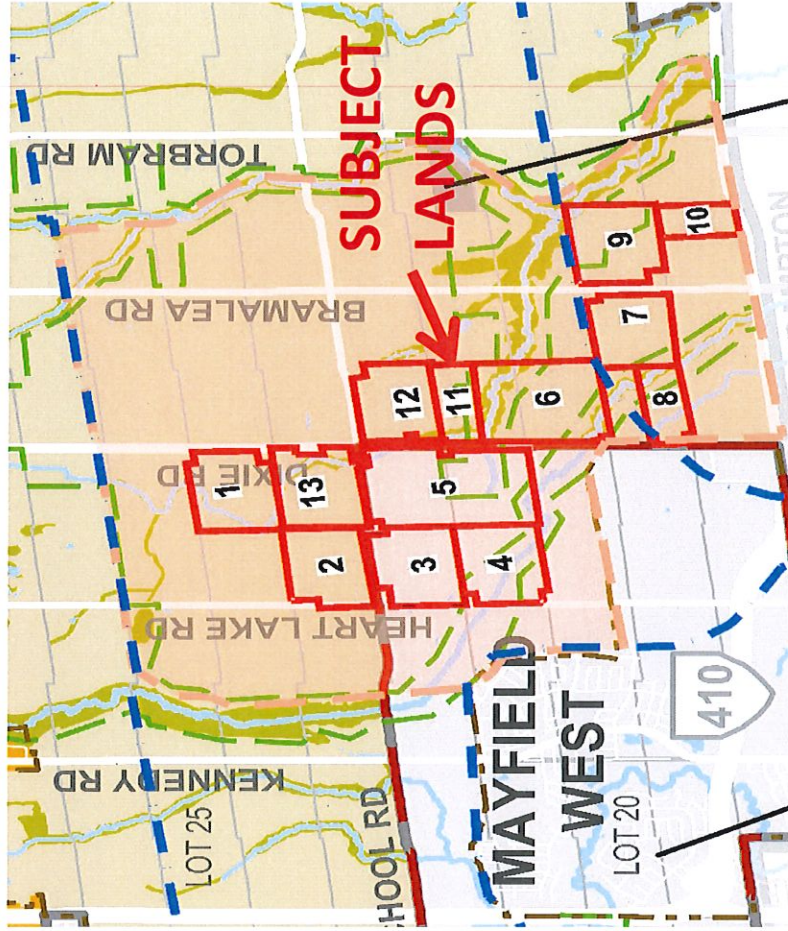 TORBRAM RD
SUBJECT
LANDS
BRAMALEA RD
DIXIE RD
HEART LAKE RD
KENNEDY RD
1
13
2
12
11
5
3
4
6
9
10
7
8
LOT 25
HOOL RD
MAYFIELD
WEST
LOT 20
410
MPTON